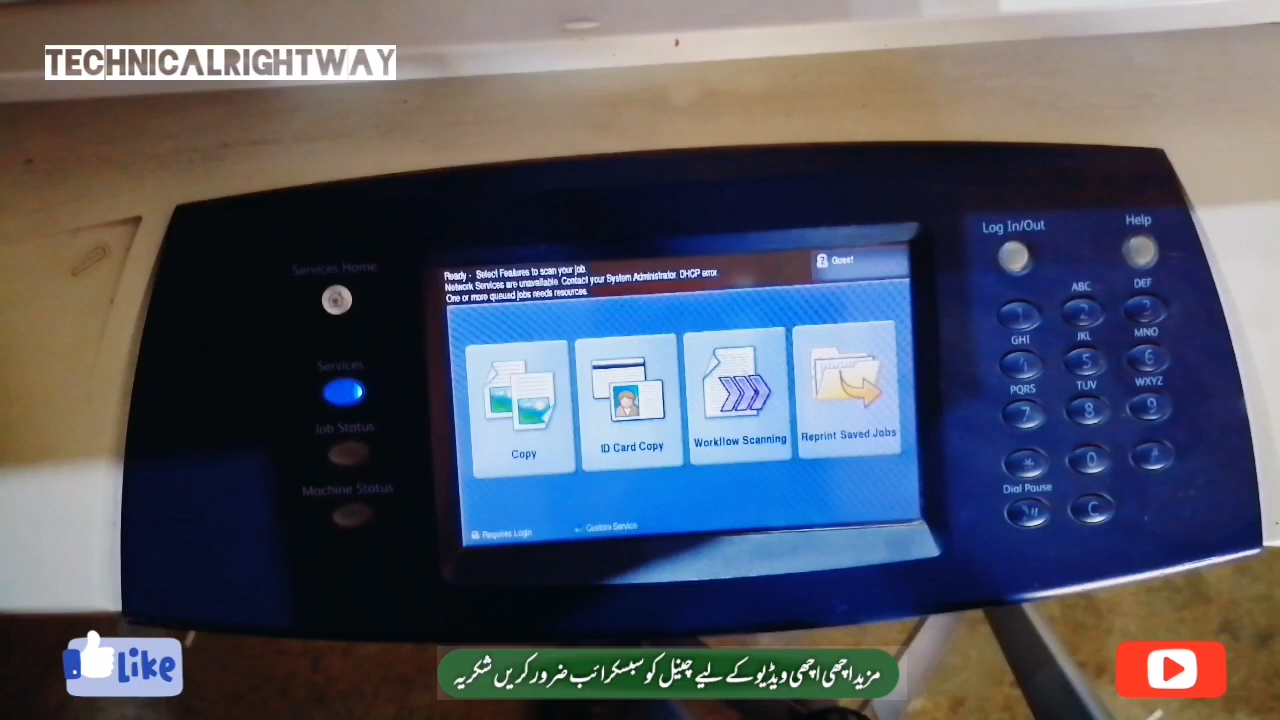 TECHNICALRIGHTWAY
Services Home
Services
Job Status
Machine Status
Ready - Select Features to scan your job.
Network Services are unavailable. Contact your System Administrator. DHCP error.
One or more queued jobs needs resources.
Guest
Copy
ID Card Copy
Workflow Scanning
Reprint Saved Jobs
Requires Login
Custom Service
Log In/Out
Help
ABC
DEF
1
2
3
GHI
JKL
MNO
4
5
6
PQRS
TUV
WXYZ
7
8
9
*
0
#
Dial Pause
C
Like
مزید اچھی اچھی ویڈیو کے لیے چینل کو سبسکرائب ضرور کریں شکریہ